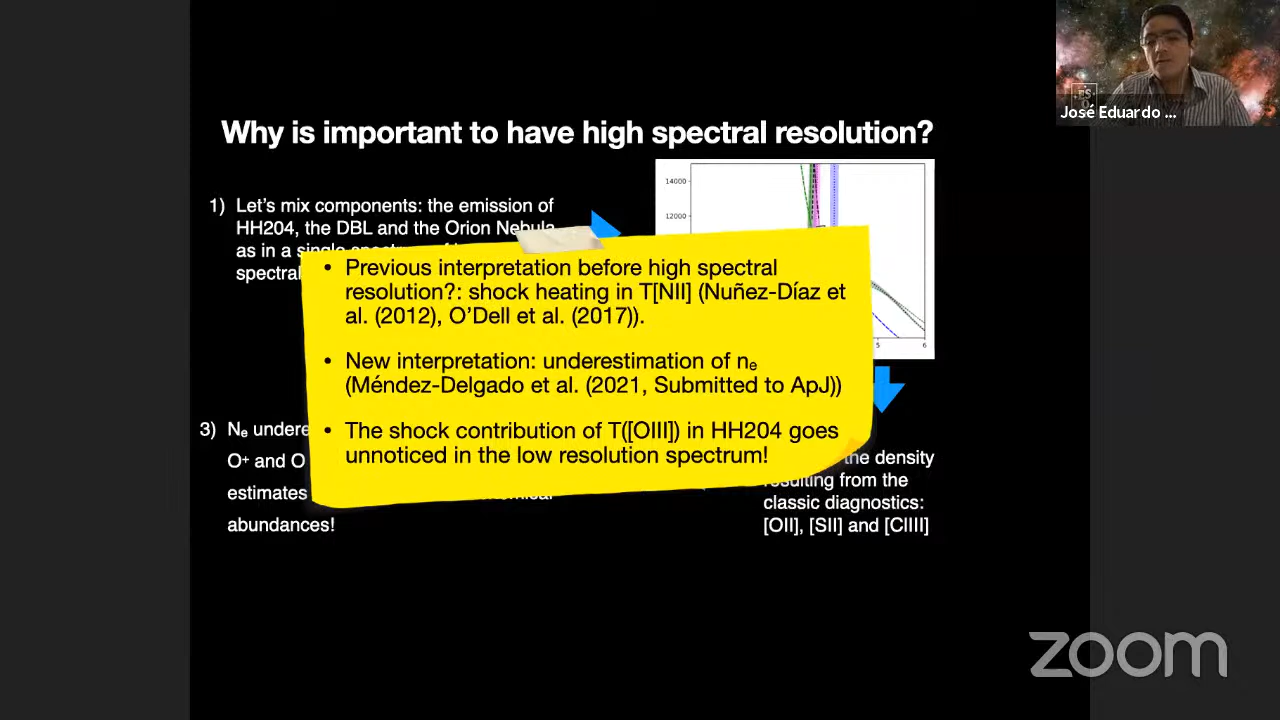 Why is important to have high spectral resolution?
1) Let's mix components: the emission of
HH204, the DBL and the Orion Nebula
as in a single
spectral
14000
12000
5
6
• Previous interpretation before high spectral
resolution?: shock heating in T[NII] (Nuñez-Díaz et
al. (2012), O'Dell et al. (2017)).
• New interpretation: underestimation of nₑ
(Méndez-Delgado et al. (2021, Submitted to ApJ))
• The shock contribution of T([OIII]) in HH204 goes
unnoticed in the low resolution spectrum!
3) Nₑ undere
O⁺ and O
estimates
abundances!
the density
resulting from the
classic diagnostics:
[OII], [SII] and [ClIII]
José Eduardo ...
zoom